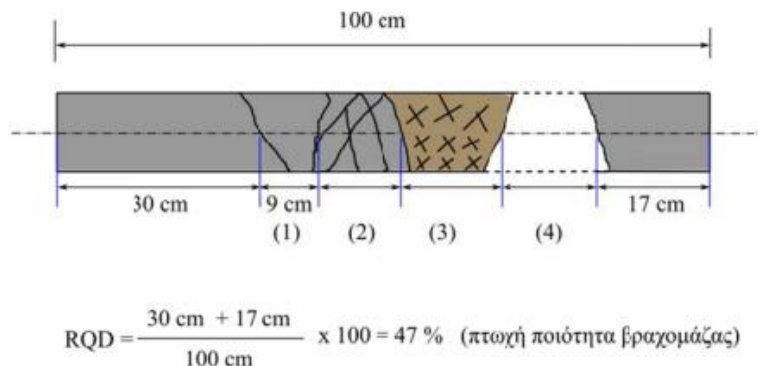 100 cm
30 cm 9 cm 17 cm
(1) (2) (3) (4)
RQD = 30 cm + 17 cm / 100 cm x 100 = 47 % (πτωχή ποιότητα βραχομάζας)